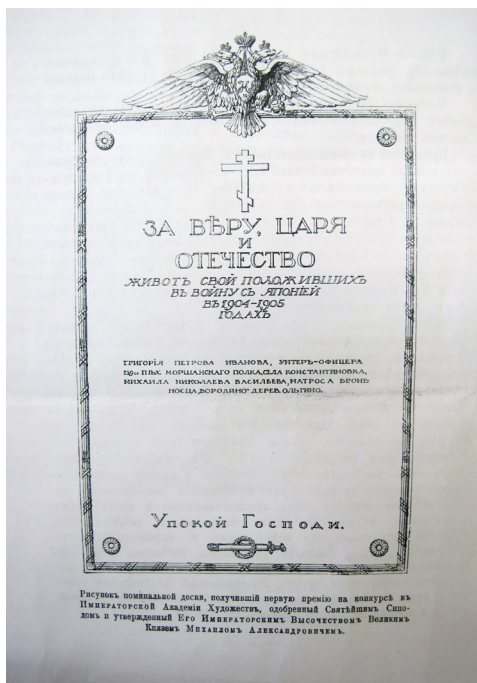 ЗА ВѢРУ, ЦАРЯ
И
ОТЕЧЕСТВО
ЖИВОТЪ СВОЙ ПОЛОЖИВШИХЪ
ВЪ ВОЙНУ СЪ ЯПОНІЕЙ
ВЪ 1904-1905
ГОДАХЪ
ГРИГОРІЯ ПЕТРОВА ИВАНОВА, УНТЕРЪ-ОФИЦЕРА
139го ПѢХ. МОРШАНСКАГО ПОЛКА, СЕЛА КОНСТАНТИНОВКА,
МИХАИЛА НИКОЛАЕВА ВАСИЛЬЕВА, МАТРОСА БРОНЕ-
НОСЦА „БОРОДИНО" ДЕРЕВ. ОЛЬГИНО.
Упокой Господи.
Рисунокъ поминальной доски, получившій первую премію на конкурсѣ въ
Императорской Академіи Художествъ, одобренный Святѣйшимъ Сино-
домъ и утвержденный Его Императорскимъ Высочествомъ Великимъ
Княземъ Михаиломъ Александровичемъ.